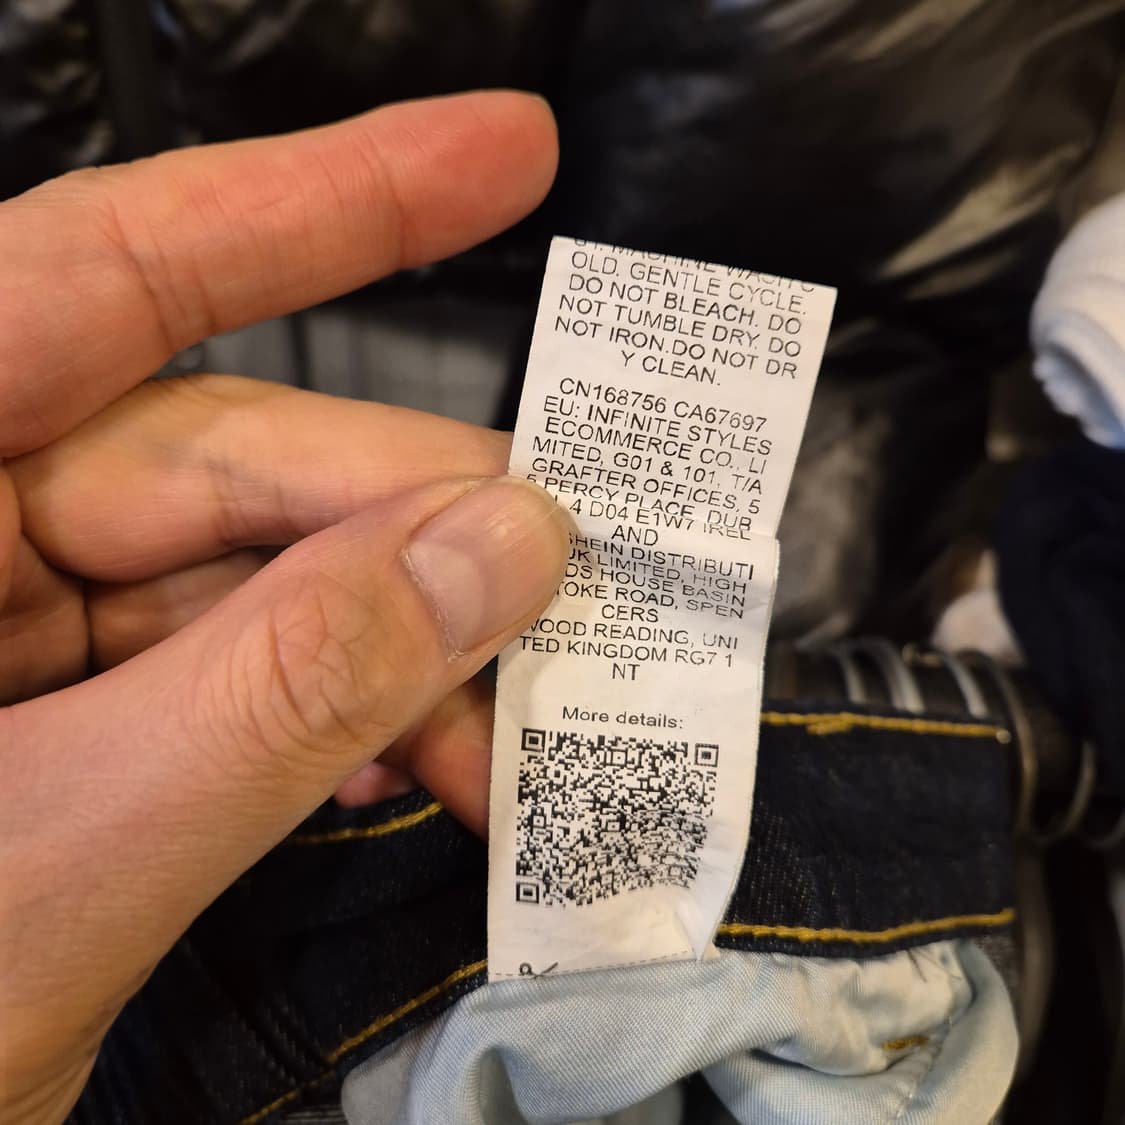 MACHINE WASH C
OLD. GENTLE CYCLE.
DO NOT BLEACH. DO
NOT TUMBLE DRY. DO
NOT IRON.DO NOT DR
Y CLEAN.
CN168756 CA67697
EU: INFINITE STYLES
ECOMMERCE CO., LI
MITED, G01 & 101, T/A
GRAFTER OFFICES, 5
5 PERCY PLACE, DUB
4 D04 E1W7 IREL
AND
SHEIN DISTRIBUTI
UK LIMITED, HIGH
DS HOUSE BASIN
TOKE ROAD, SPEN
CERS
WOOD READING, UNI
TED KINGDOM RG7 1
NT
More details: